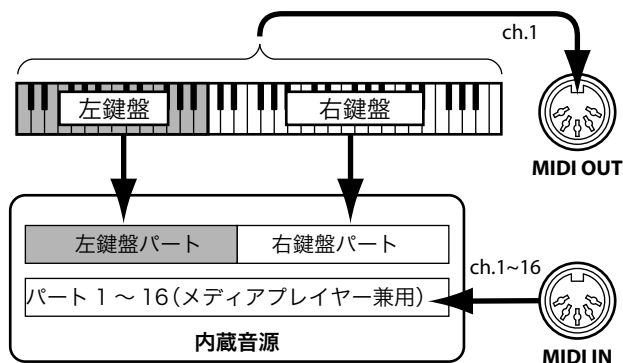 ch.1
左鍵盤
右鍵盤
MIDI OUT
左鍵盤パート
右鍵盤パート
ch.1~16
パート 1 ~ 16(メディアプレイヤー兼用)
内蔵音源
MIDI IN